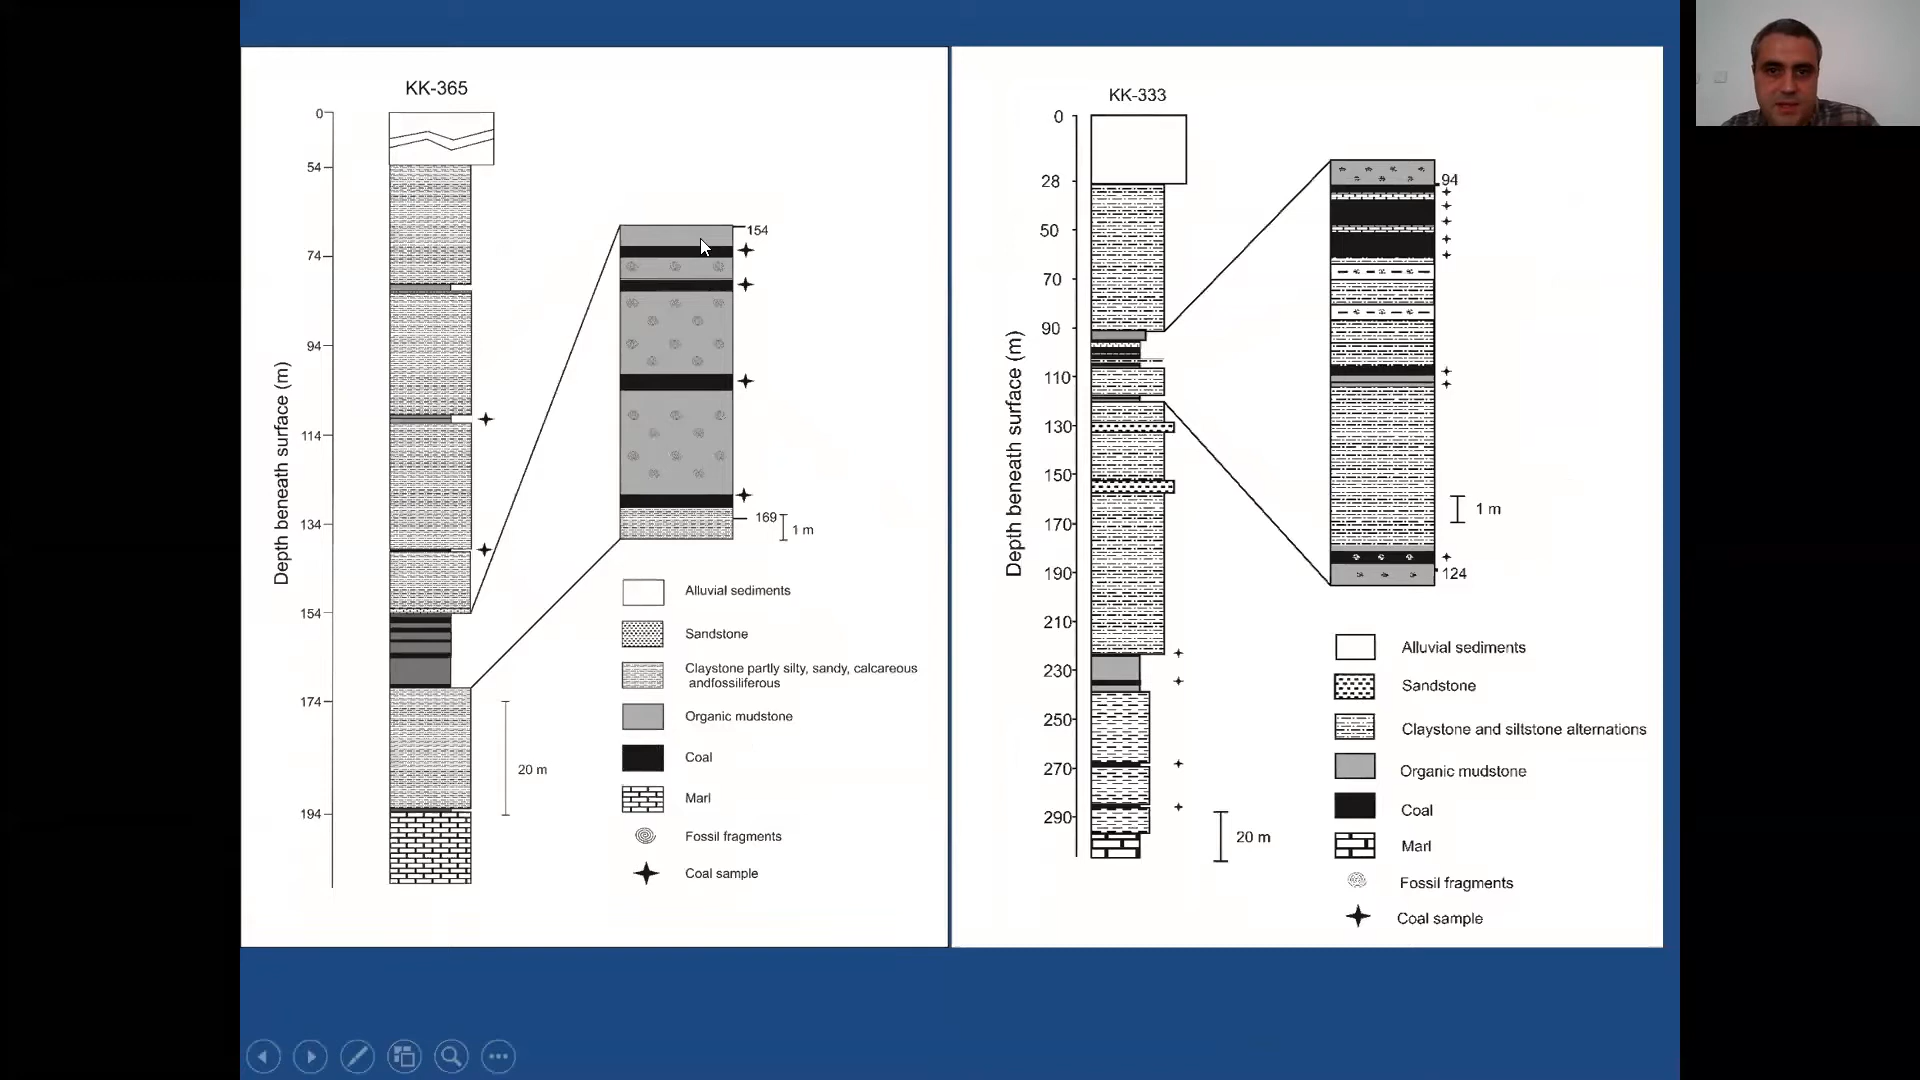 KK-365
0
54
74
94
114
134
154
174
194
Depth beneath surface (m)
20 m
154
169
1 m
Alluvial sediments
Sandstone
Claystone partly silty, sandy, calcareous
andfossiliferous
Organic mudstone
Coal
Marl
Fossil fragments
Coal sample
KK-333
0
28
50
70
90
110
130
150
170
190
210
230
250
270
290
Depth beneath surface (m)
20 m
94
124
1 m
Alluvial sediments
Sandstone
Claystone and siltstone alternations
Organic mudstone
Coal
Marl
Fossil fragments
Coal sample